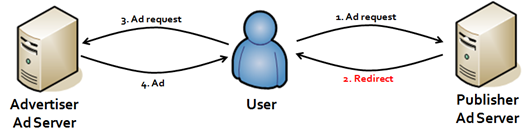 3. Ad request
1. Ad request
4. Ad
2. Redirect
Advertiser
Ad Server
User
Publisher
Ad Server